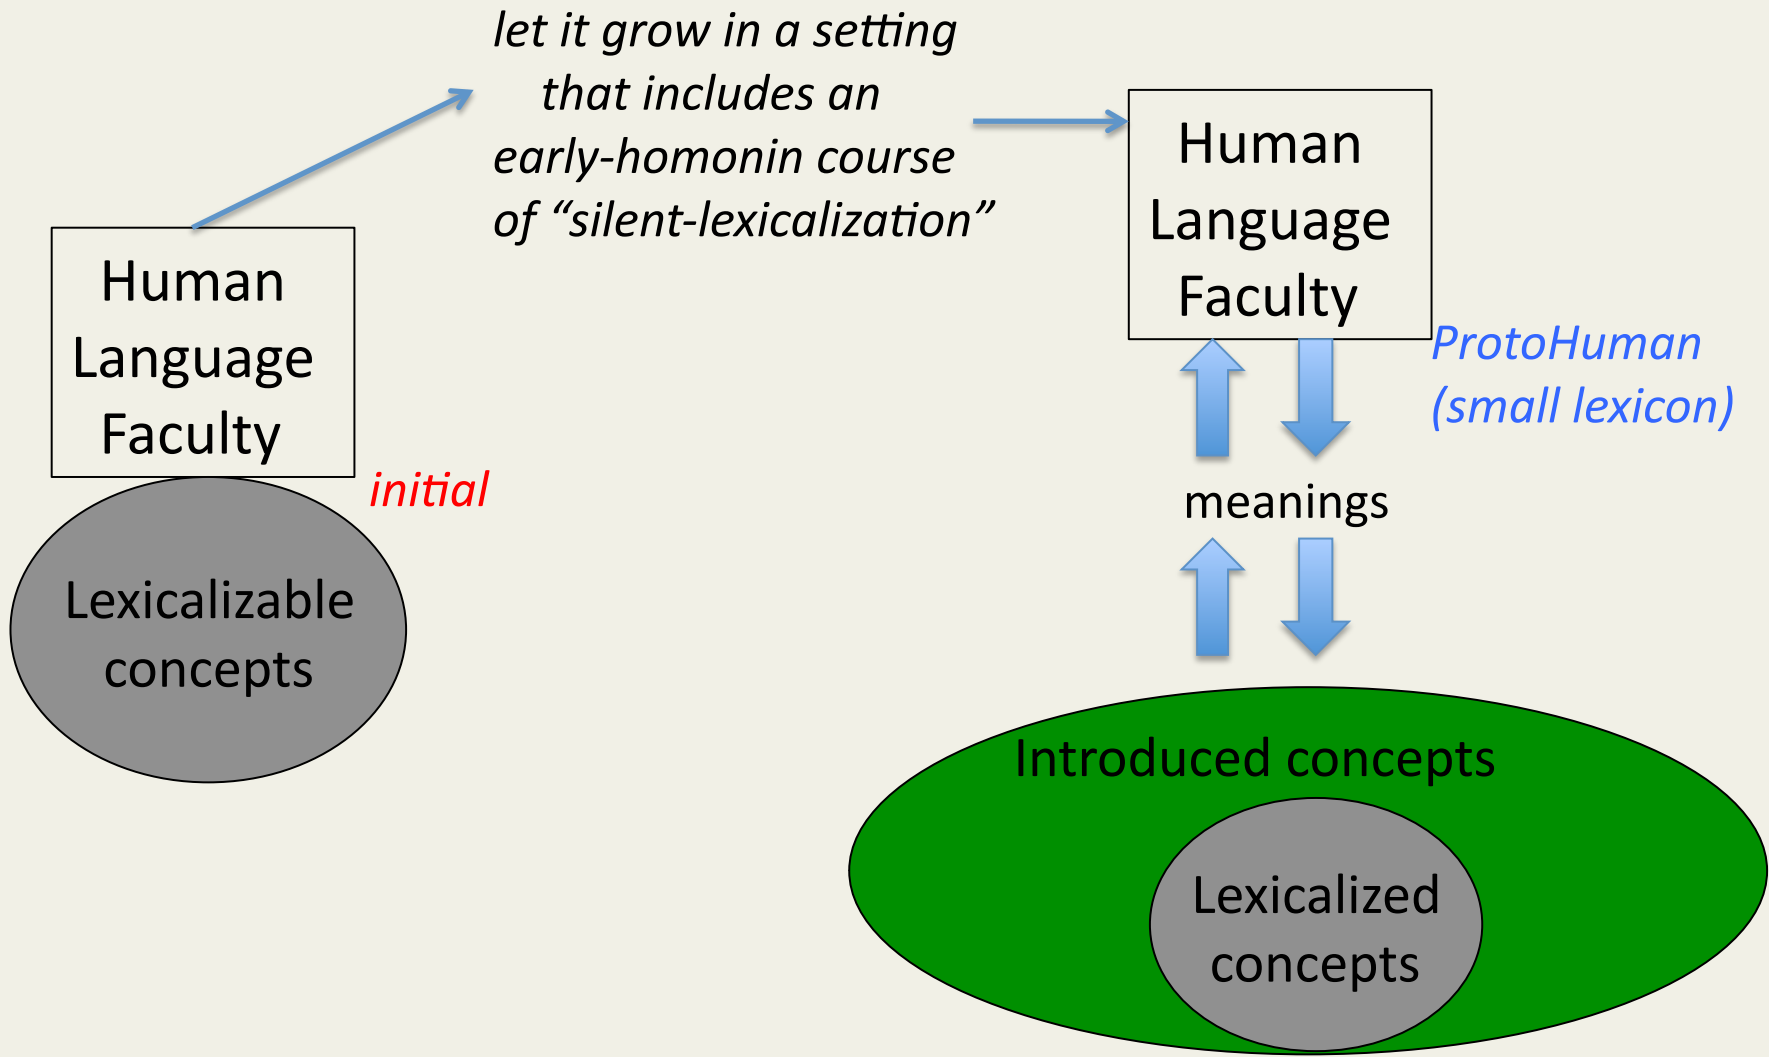 let it grow in a setting
that includes an
early-homonin course
of “silent-lexicalization”
Human
Language
Faculty
initial
Lexicalizable
concepts
Human
Language
Faculty
ProtoHuman
(small lexicon)
meanings
Introduced concepts
Lexicalized
concepts